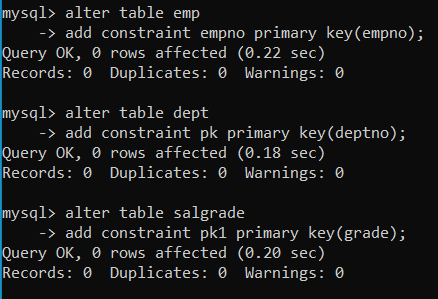 mysql> alter table emp
    -> add constraint empno primary key(empno);
Query OK, 0 rows affected (0.22 sec)
Records: 0  Duplicates: 0  Warnings: 0

mysql> alter table dept
    -> add constraint pk primary key(deptno);
Query OK, 0 rows affected (0.18 sec)
Records: 0  Duplicates: 0  Warnings: 0

mysql> alter table salgrade
    -> add constraint pk1 primary key(grade);
Query OK, 0 rows affected (0.20 sec)
Records: 0  Duplicates: 0  Warnings: 0